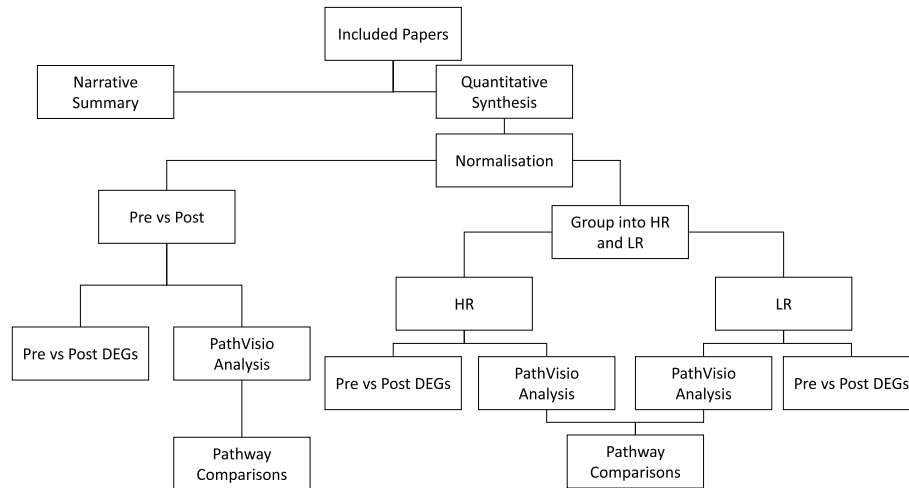 Included Papers
Narrative
Summary
Quantitative
Synthesis
Normalisation
Pre vs Post
Group into HR
and LR
HR
LR
Pre vs Post DEGs
PathVisio
Analysis
Pre vs Post DEGs
PathVisio
Analysis
PathVisio
Analysis
Pre vs Post DEGs
Pathway
Comparisons
Pathway
Comparisons